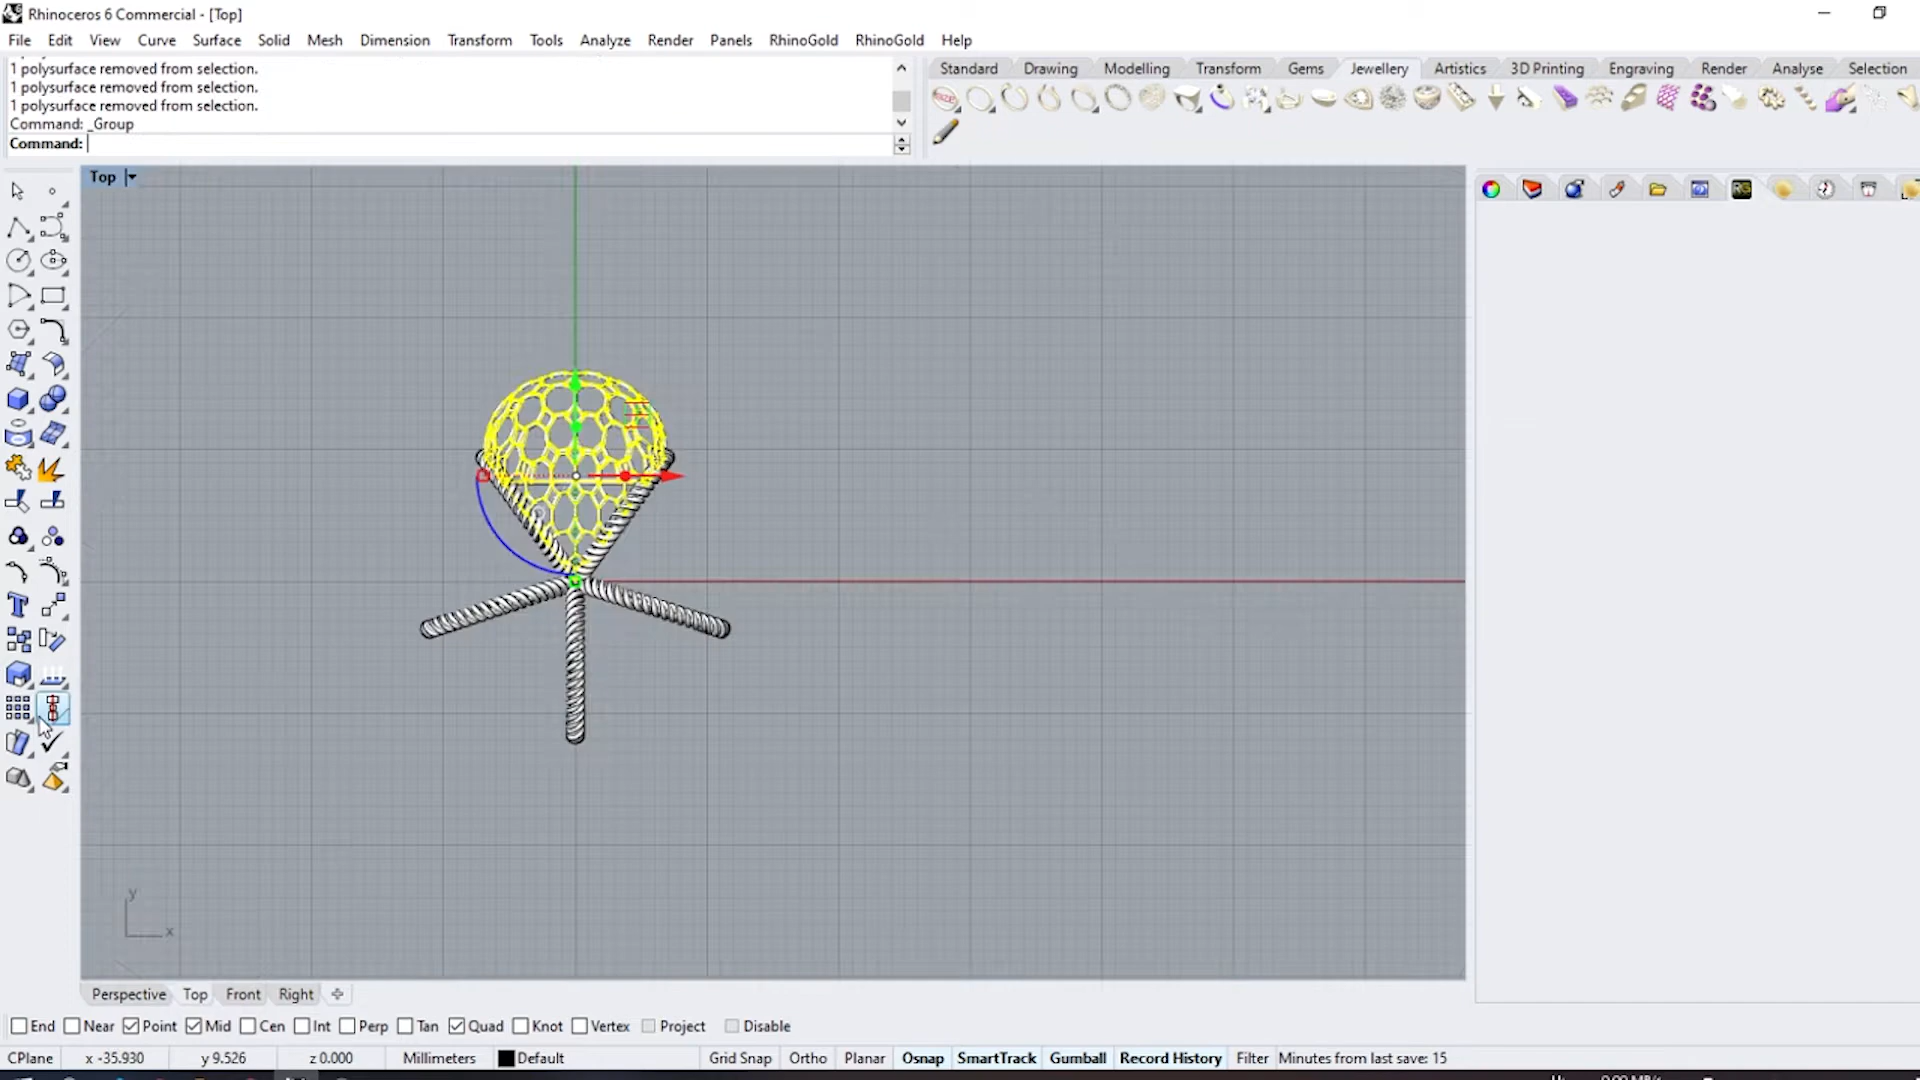 Rhinoceros 6 Commercial - [Top]
File Edit View Curve Surface Solid Mesh Dimension Transform Tools Analyze Render Panels RhinoGold RhinoGold Help
1 polysurface removed from selection.
1 polysurface removed from selection.
1 polysurface removed from selection.
Command: _Group
Command:
Standard Drawing Modelling Transform Gems Jewellery Artistics 3D Printing Engraving Render Analyse Selection
Top
RG
y
x
Perspective Top Front Right
End Near Point Mid Cen Int Perp Tan Quad Knot Vertex Project Disable
CPlane x -35.930 y 9.526 z 0.000 Millimeters Default Grid Snap Ortho Planar Osnap SmartTrack Gumball Record History Filter Minutes from last save: 15